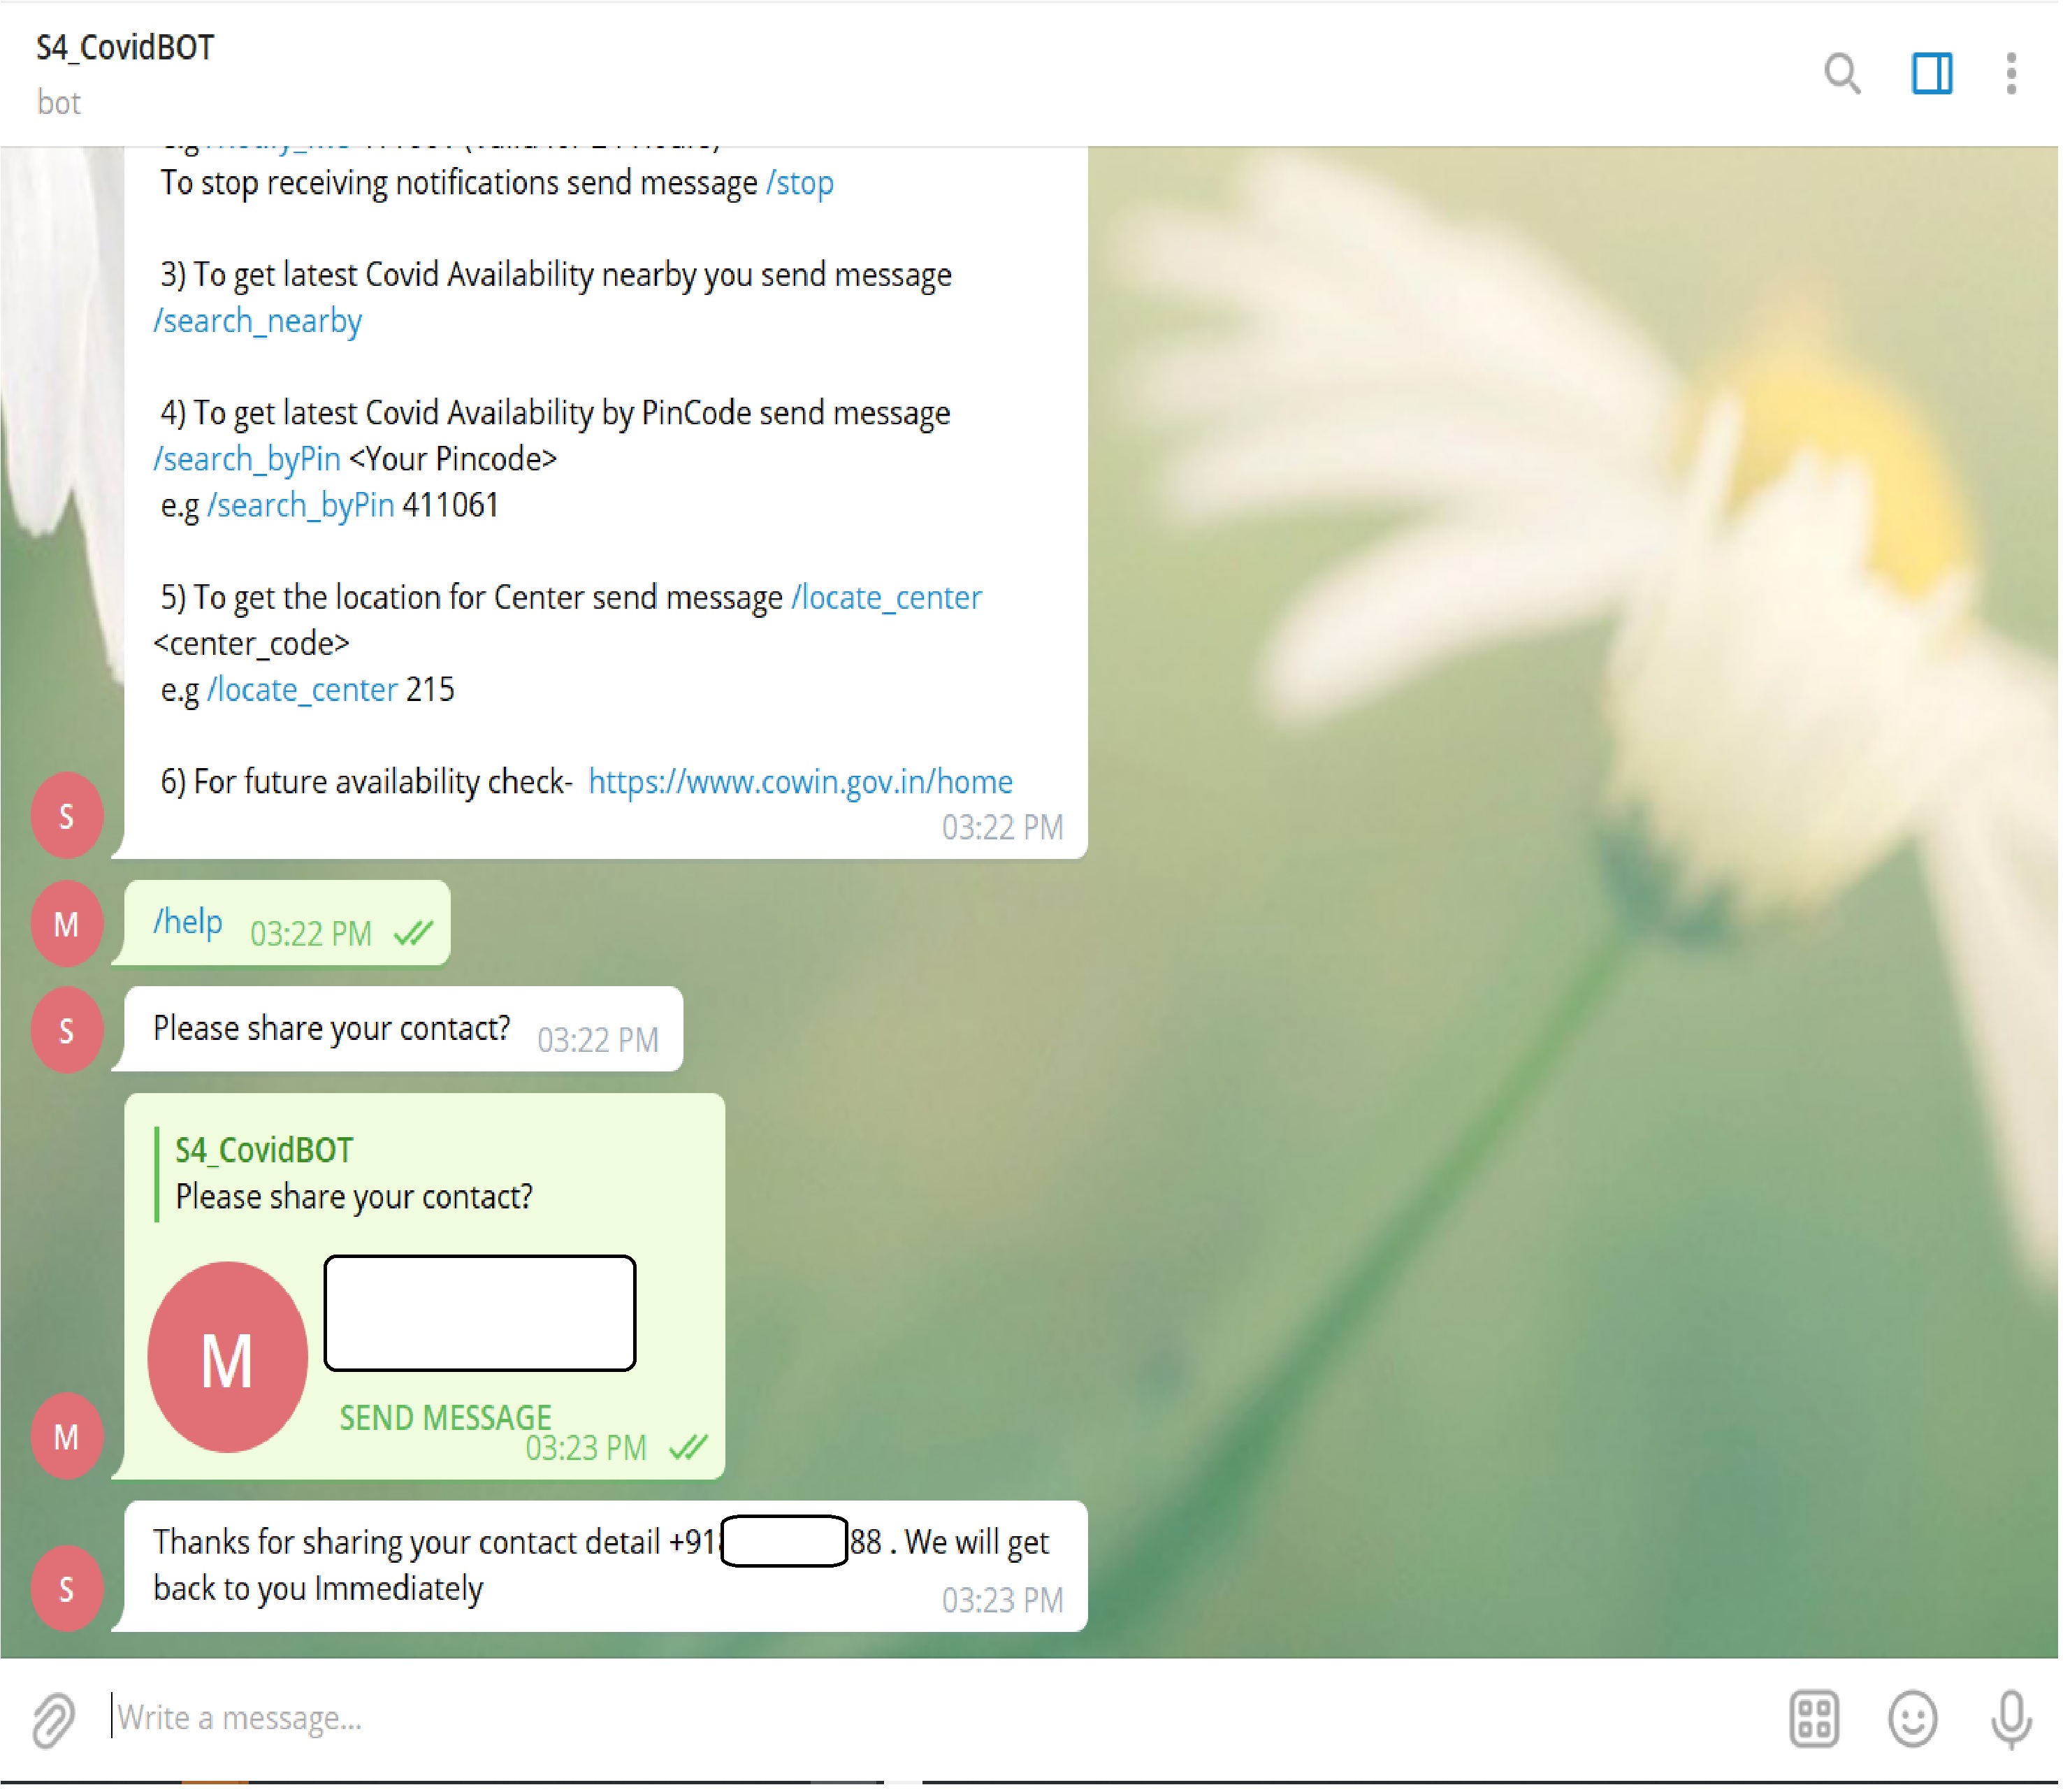 S4_CovidBOT
bot
To stop receiving notifications send message /stop
3) To get latest Covid Availability nearby you send message
/search_nearby
4) To get latest Covid Availability by PinCode send message
/search_byPin <Your Pincode>
e.g /search_byPin 411061
5) To get the location for Center send message /locate_center
<center_code>
e.g /locate_center 215
6) For future availability check-  https://www.cowin.gov.in/home
03:22 PM
S
M
/help 03:22 PM
S
Please share your contact? 03:22 PM
S4_CovidBOT
Please share your contact?
M
SEND MESSAGE
03:23 PM
M
Thanks for sharing your contact detail +91 88 . We will get
back to you Immediately
03:23 PM
S
Write a message...